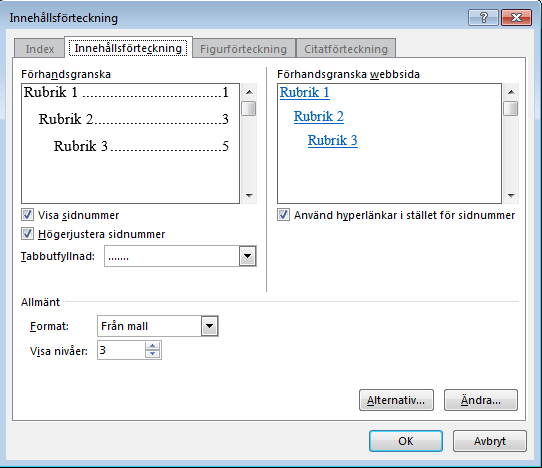 Innehållsförteckning
?
Index Innehållsförteckning Figurförteckning Citatförteckning
Förhandsgranska
Rubrik 1 ............................................ 1
Rubrik 2 ........................................ 3
Rubrik 3 .................................... 5
Visa sidnummer
Högerjustera sidnummer
Tabbutfyllnad: .......
Förhandsgranska webbsida
Rubrik 1
Rubrik 2
Rubrik 3
Använd hyperlänkar i stället för sidnummer
Allmänt
Format: Från mall
Visa nivåer: 3
Alternativ... Ändra...
OK Avbryt